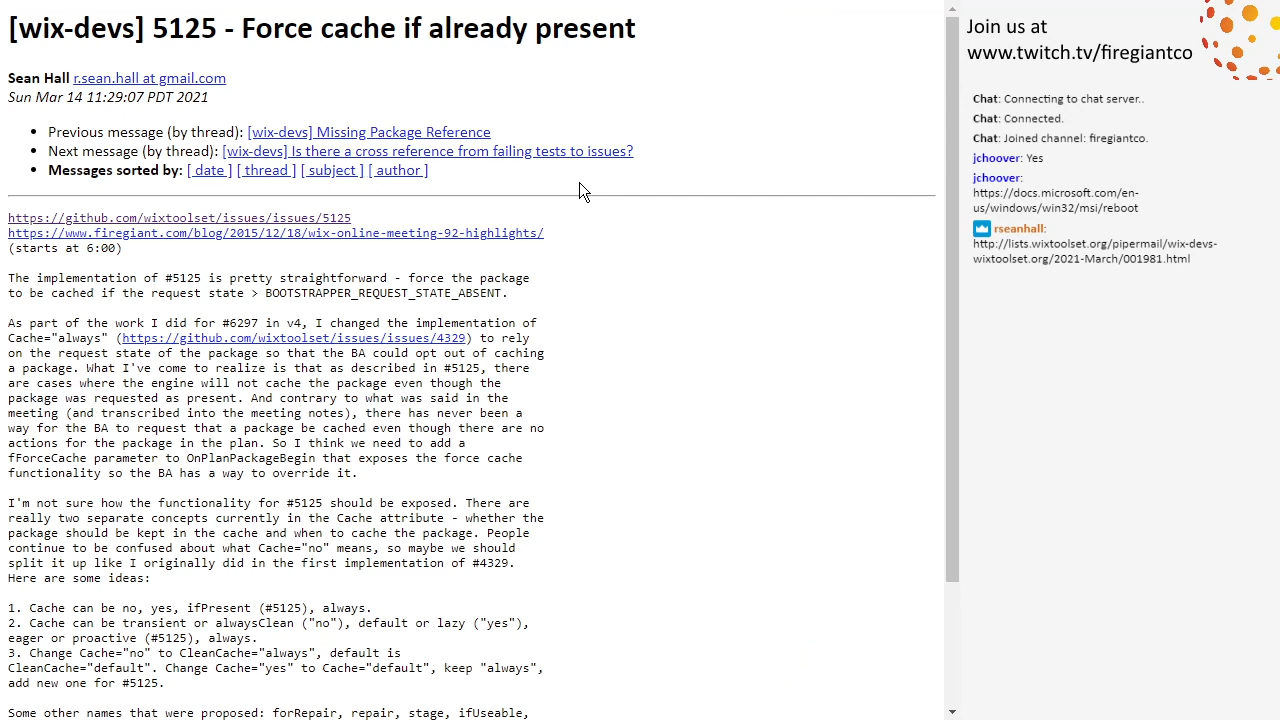 [wix-devs] 5125 - Force cache if already present
Sean Hall r.sean.hall at gmail.com
Sun Mar 14 11:29:07 PDT 2021
• Previous message (by thread): [wix-devs] Missing Package Reference
• Next message (by thread): [wix-devs] Is there a cross reference from failing tests to issues?
• Messages sorted by: [ date ] [ thread ] [ subject ] [ author ]
https://github.com/wixtoolset/issues/issues/5125
https://www.firegiant.com/blog/2015/12/18/wix-online-meeting-92-highlights/
(starts at 6:00)
The implementation of #5125 is pretty straightforward - force the package
to be cached if the request state > BOOTSTRAPPER_REQUEST_STATE_ABSENT.
As part of the work I did for #6297 in v4, I changed the implementation of
Cache="always" (https://github.com/wixtoolset/issues/issues/4329) to rely
on the request state of the package so that the BA could opt out of caching
a package. What I've come to realize is that as described in #5125, there
are cases where the engine will not cache the package even though the
package was requested as present. And contrary to what was said in the
meeting (and transcribed into the meeting notes), there has never been a
way for the BA to request that a package be cached even though there are no
actions for the package in the plan. So I think we need to add a
fForceCache parameter to OnPlanPackageBegin that exposes the force cache
functionality so the BA has a way to override it.
I'm not sure how the functionality for #5125 should be exposed. There are
really two separate concepts currently in the Cache attribute - whether the
package should be kept in the cache and when to cache the package. People
continue to be confused about what Cache="no" means, so maybe we should
split it up like I originally did in the first implementation of #4329.
Here are some ideas:
1. Cache can be no, yes, ifPresent (#5125), always.
2. Cache can be transient or alwaysClean ("no"), default or lazy ("yes"),
eager or proactive (#5125), always.
3. Change Cache="no" to CleanCache="always", default is
CleanCache="default". Change Cache="yes" to Cache="default", keep "always",
add new one for #5125.
Some other names that were proposed: forRepair, repair, stage, ifUseable,
Join us at
www.twitch.tv/firegiantco
Chat: Connecting to chat server..
Chat: Connected.
Chat: Joined channel: firegiantco.
jchoover: Yes
jchoover:
https://docs.microsoft.com/en-
us/windows/win32/msi/reboot
rseanhall:
http://lists.wixtoolset.org/pipermail/wix-devs-
wixtoolset.org/2021-March/001981.html